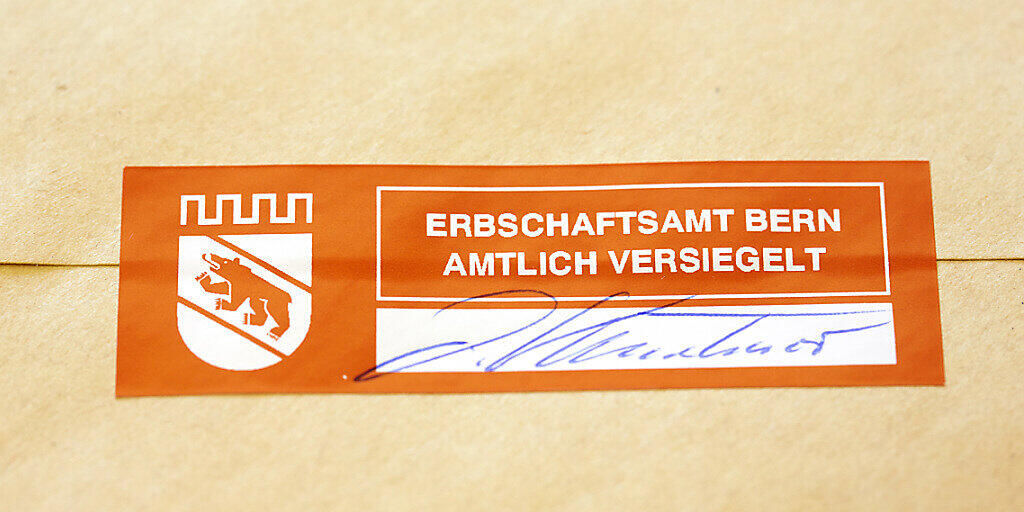 ERBSCHAFTSAMT BERN
AMTLICH VERSIEGELT